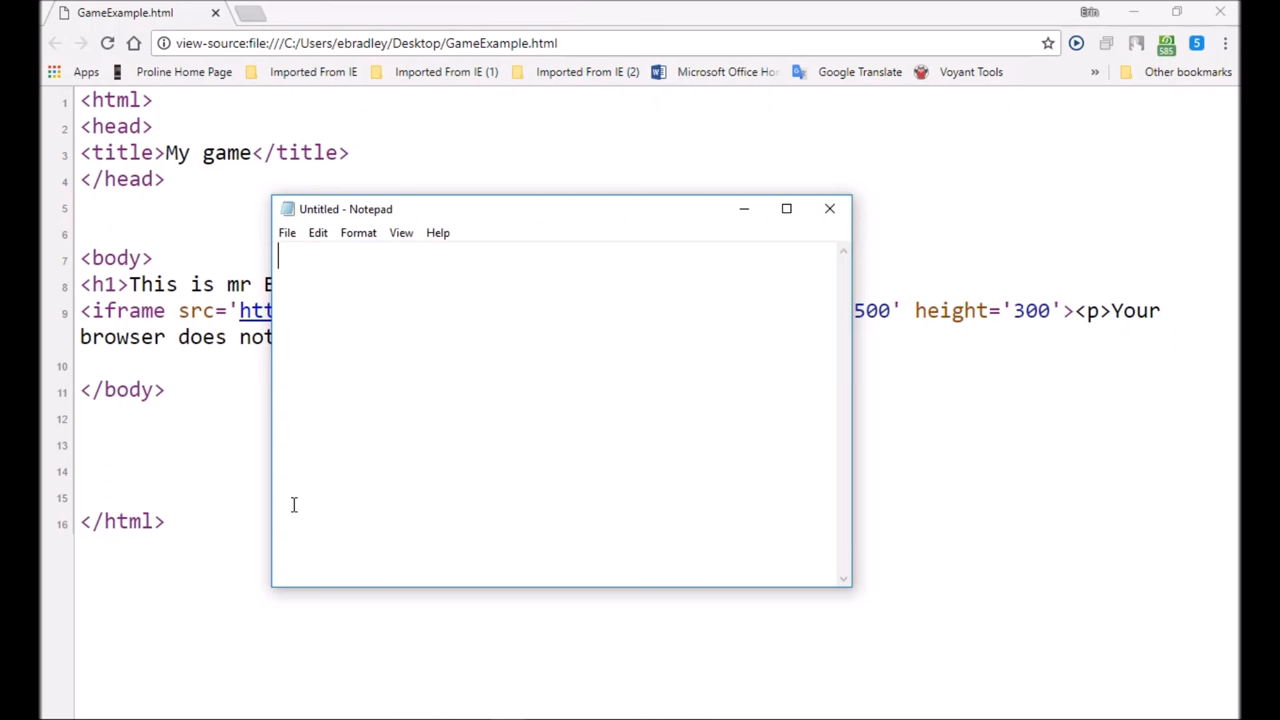 GameExample.html
Erin
view-source:file:///C:/Users/ebradley/Desktop/GameExample.html
585
5
Apps Proline Home Page Imported From IE Imported From IE (1) Imported From IE (2) Microsoft Office Hor Google Translate Voyant Tools » Other bookmarks
1 <html>
2 <head>
3 <title>My game</title>
4 </head>
5
6
7 <body>
8 <h1>This is mr
9 <iframe src='htt 500' height='300'><p>Your
browser does not
10
11 </body>
12
13
14
15
16 </html>
Untitled - Notepad
File Edit Format View Help